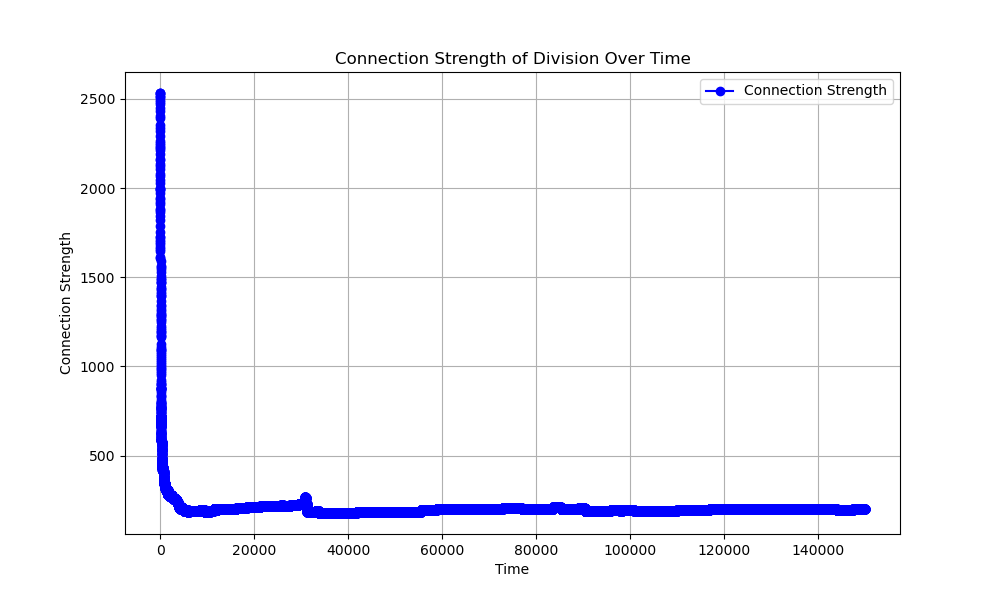 Connection Strength of Division Over Time
Connection Strength
2500
2000
1500
1000
500
Connection Strength
0 20000 40000 60000 80000 100000 120000 140000
Time